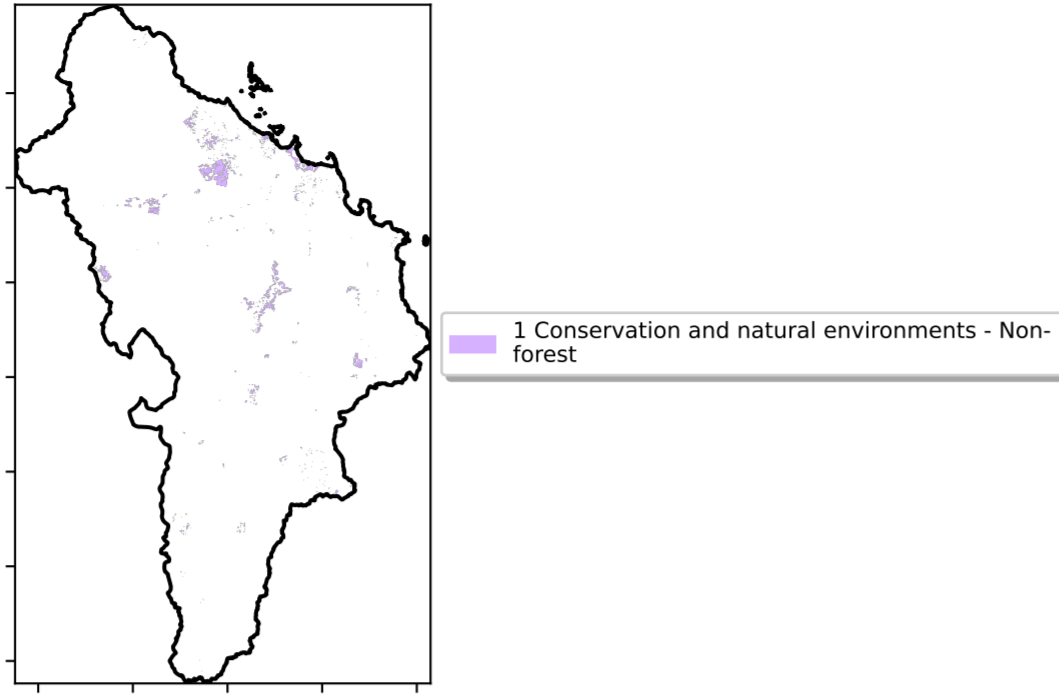 1 Conservation and natural environments - Non-
forest